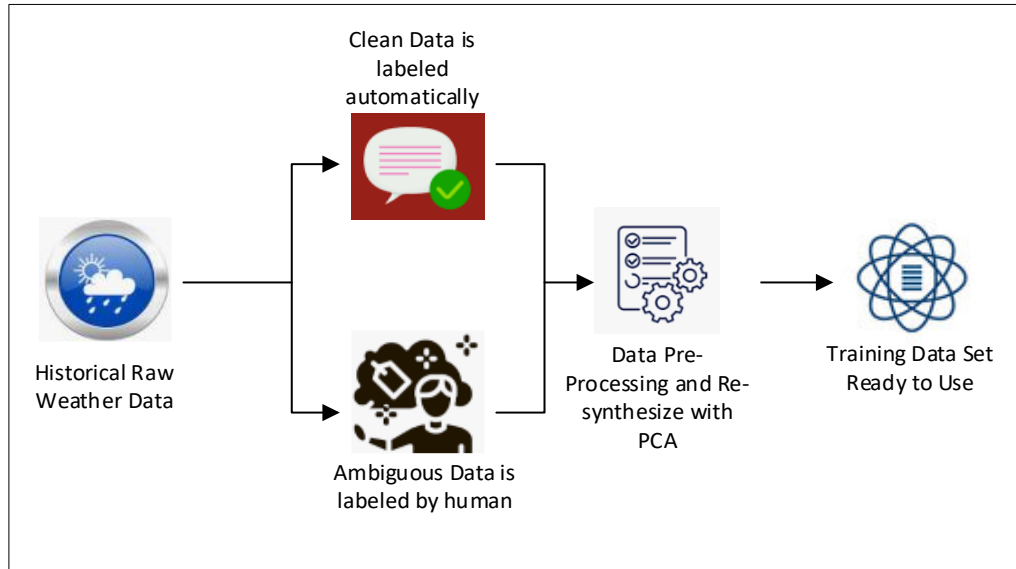 Clean Data is
labeled
automatically
Historical Raw
Weather Data
Ambiguous Data is
labeled by human
Data Pre-
Processing and Re-
synthesize with
PCA
Training Data Set
Ready to Use